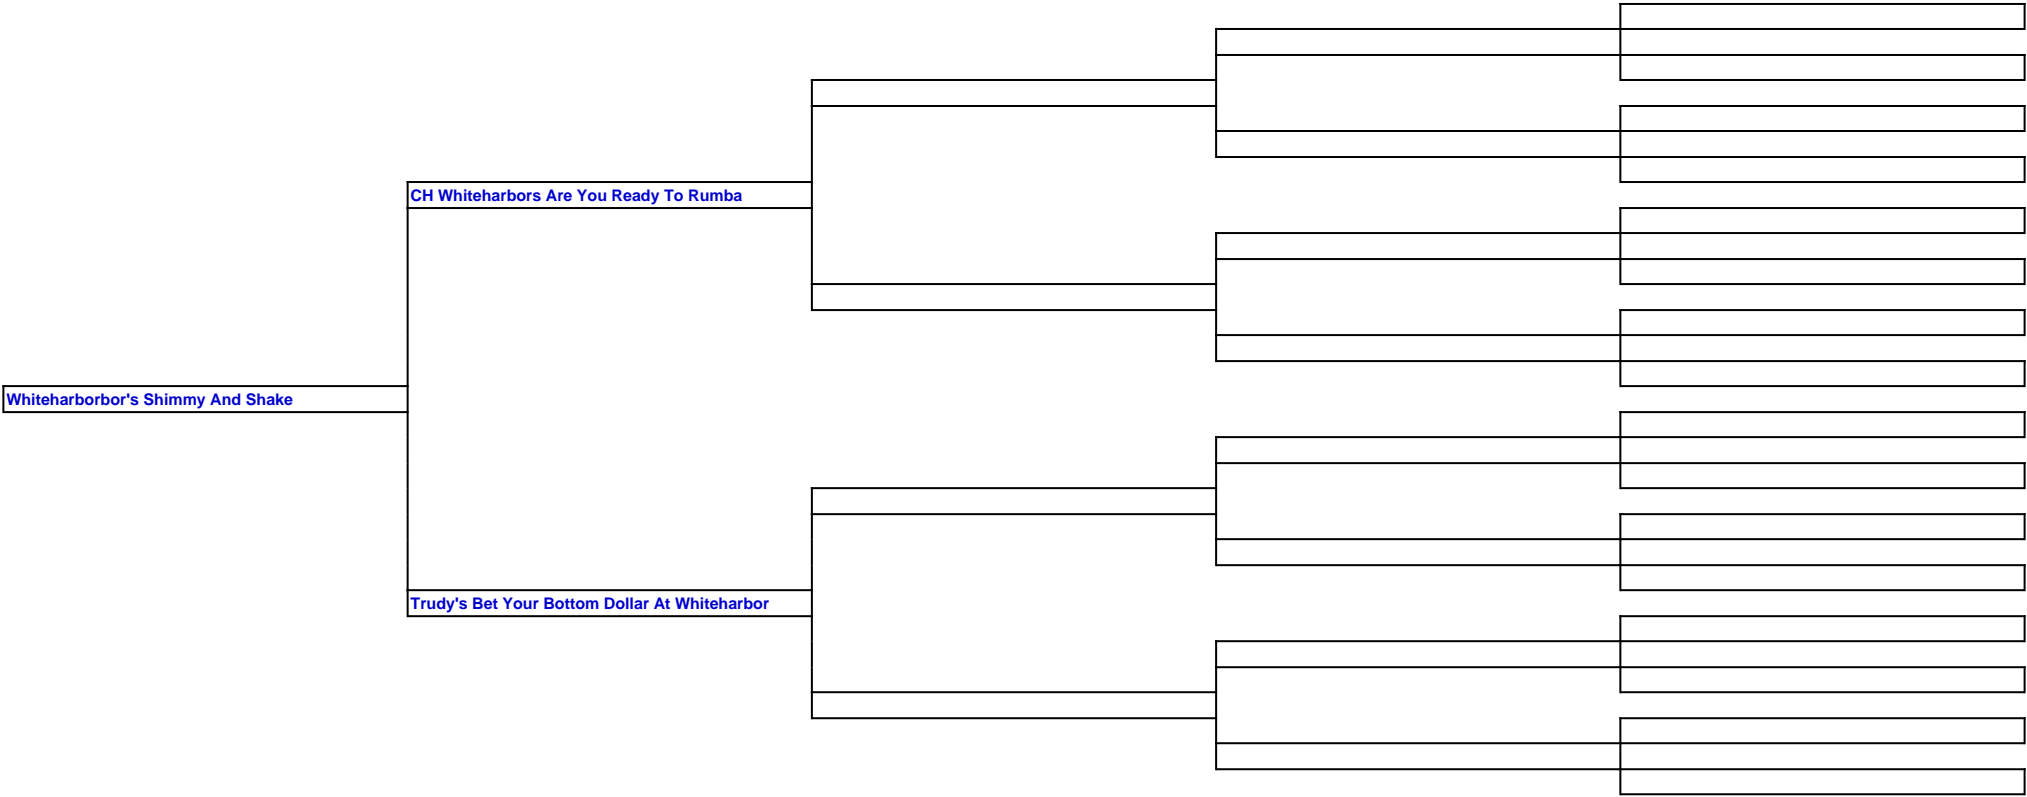 CH Whiteharbors Are You Ready To Rumba
Whiteharborbor's Shimmy And Shake
Trudy's Bet Your Bottom Dollar At Whiteharbor